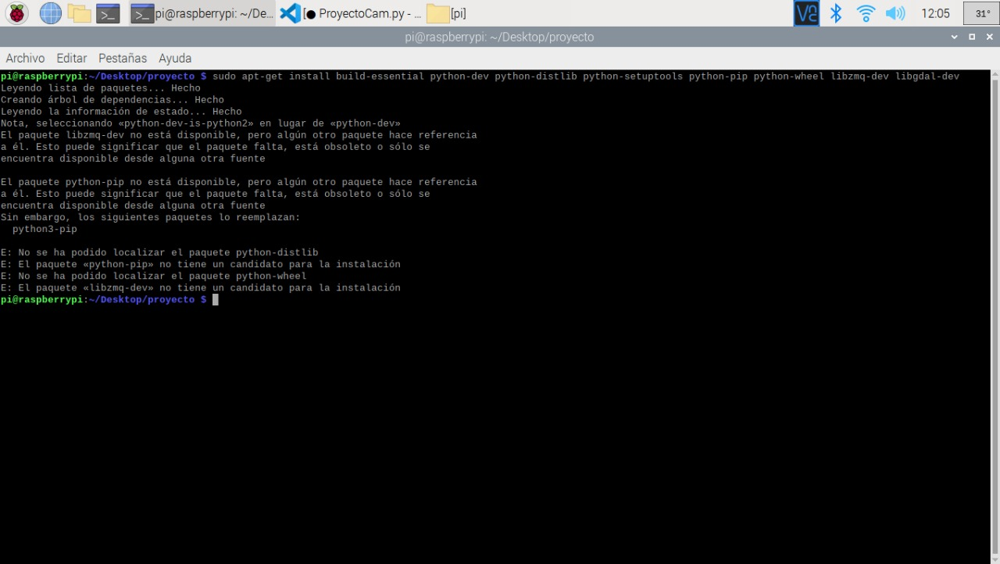 pi@raspberrypi: ~/De...
[● ProyectoCam.py - ...
[pi]
12:05
31°
pi@raspberrypi: ~/Desktop/proyecto
Archivo Editar Pestañas Ayuda
pi@raspberrypi:~/Desktop/proyecto $ sudo apt-get install build-essential python-dev python-distlib python-setuptools python-pip python-wheel libzmq-dev libgdal-dev
Leyendo lista de paquetes... Hecho
Creando árbol de dependencias... Hecho
Leyendo la información de estado... Hecho
Nota, seleccionando «python-dev-is-python2» en lugar de «python-dev»
El paquete libzmq-dev no está disponible, pero algún otro paquete hace referencia
a él. Esto puede significar que el paquete falta, está obsoleto o sólo se
encuentra disponible desde alguna otra fuente
El paquete python-pip no está disponible, pero algún otro paquete hace referencia
a él. Esto puede significar que el paquete falta, está obsoleto o sólo se
encuentra disponible desde alguna otra fuente
Sin embargo, los siguientes paquetes lo reemplazan:
python3-pip
E: No se ha podido localizar el paquete python-distlib
E: El paquete «python-pip» no tiene un candidato para la instalación
E: No se ha podido localizar el paquete python-wheel
E: El paquete «libzmq-dev» no tiene un candidato para la instalación
pi@raspberrypi:~/Desktop/proyecto $